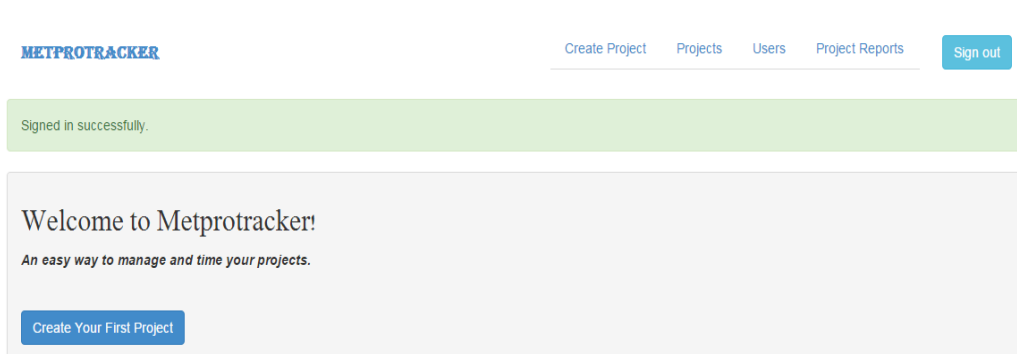 METPROTRACKER
Create Project Projects Users Project Reports Sign out
Signed in successfully.
Welcome to Metprotracker!
An easy way to manage and time your projects.
Create Your First Project